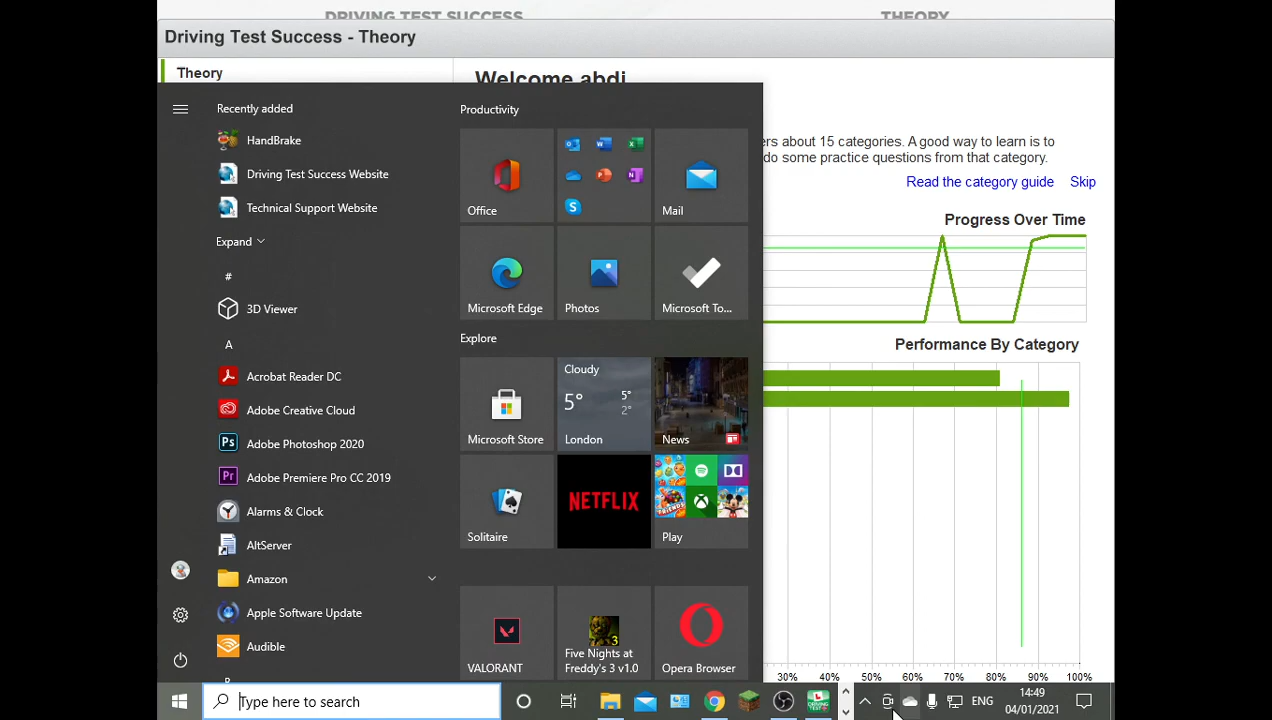 DRIVING TEST SUCCESS
THEORY
Driving Test Success - Theory
Theory
Welcome abdi
ers about 15 categories. A good way to learn is to
do some practice questions from that category.
Read the category guide Skip
Progress Over Time
Performance By Category
30% 40% 50% 60% 70% 80% 90% 100%
Recently added
HandBrake
Driving Test Success Website
Technical Support Website
Expand
#
3D Viewer
A
Acrobat Reader DC
Adobe Creative Cloud
Adobe Photoshop 2020
Adobe Premiere Pro CC 2019
Alarms & Clock
AltServer
Amazon
Apple Software Update
Audible
Productivity
Office
Mail
Microsoft Edge
Photos
Microsoft To...
Explore
Microsoft Store
Cloudy
5° 5°
2°
London
News
Solitaire
NETFLIX
Play
VALORANT
3
Five Nights at
Freddy's 3 v1.0
Opera Browser
Type here to search
ENG
14:49
04/01/2021